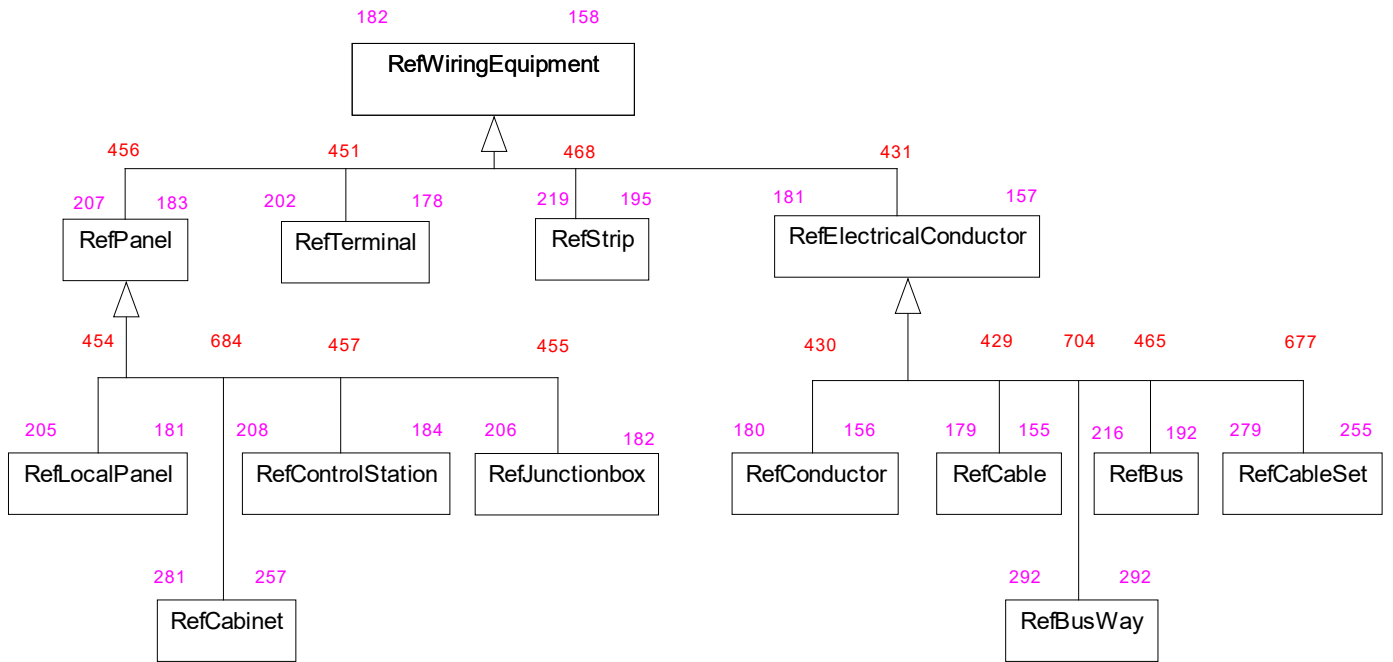 182 158
RefWiringEquipment
456 451 468 431
207 183 202 178 219 195 181 157
RefPanel RefTerminal RefStrip RefElectricalConductor
454 684 457 455 430 429 704 465 677
205 181 208 184 206 182 180 156 179 155 216 192 279 255
RefLocalPanel RefControlStation RefJunctionbox RefConductor RefCable RefBus RefCableSet
281 257 292 292
RefCabinet RefBusWay